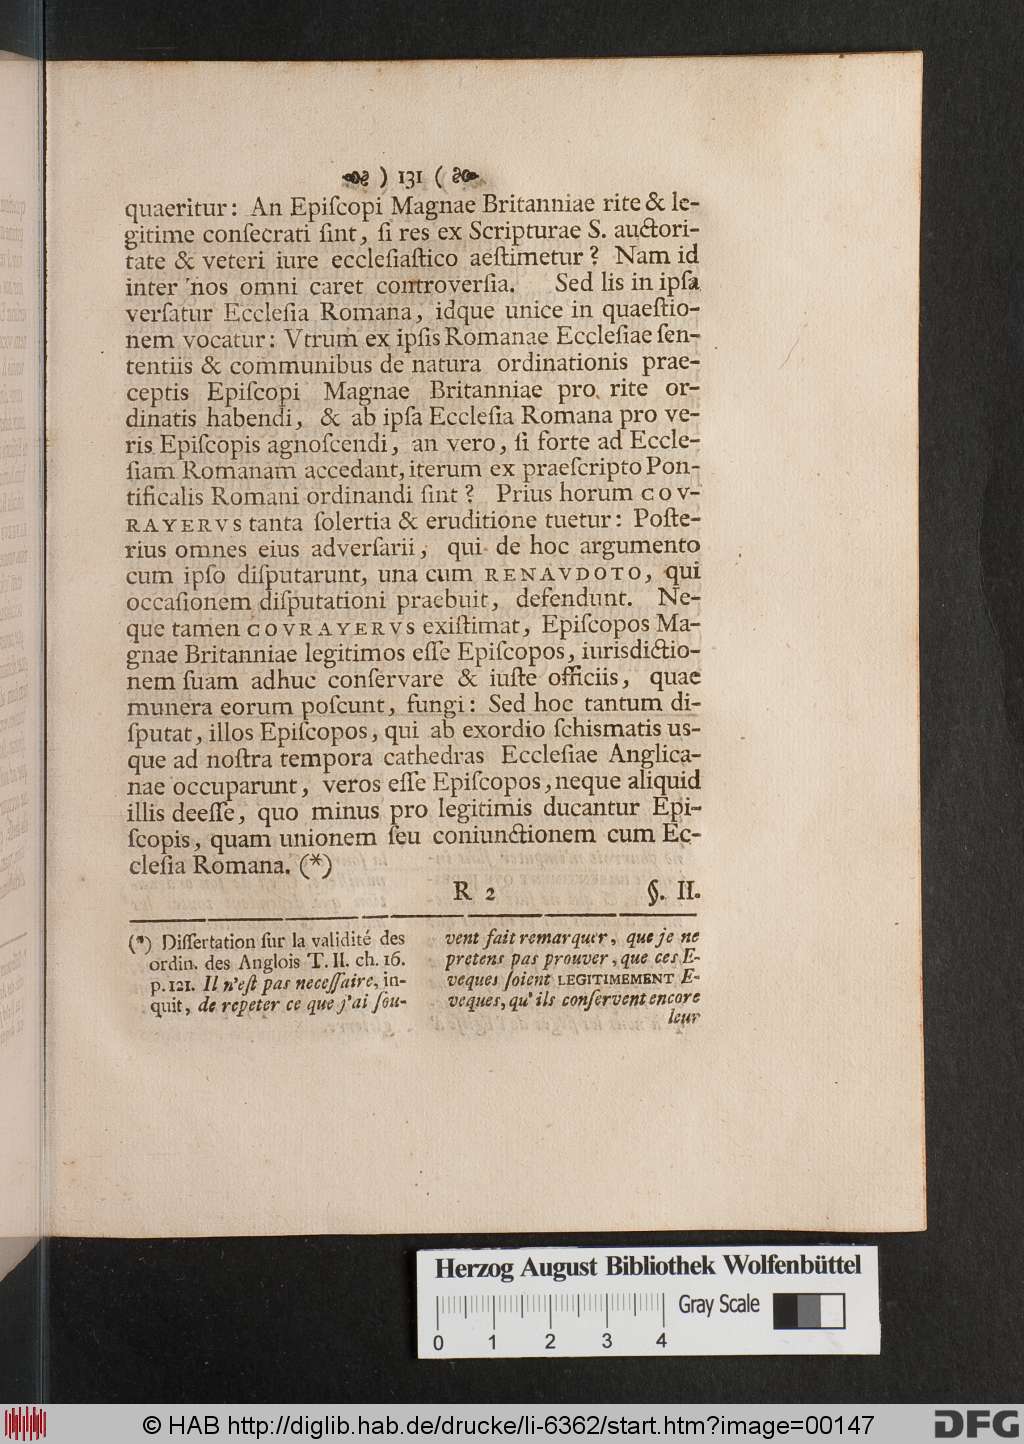 ) 131 (
quaeritur: An Epiſcopi Magnae Britanniae rite & le-
gitime conſecrati ſint, ſi res ex Scripturae S. auctori-
tate & veteri iure eccleſiaſtico aeſtimetur? Nam id
inter nos omni caret controverſia. Sed lis in ipſa
verſatur Eccleſia Romana, idque unice in quaeſtio-
nem vocatur: Vtrum ex ipſis Romanae Eccleſiae ſen-
tentiis & communibus de natura ordinationis prae-
ceptis Epiſcopi Magnae Britanniae pro rite or-
dinatis habendi, & ab ipſa Eccleſia Romana pro ve-
ris Epiſcopis agnoſcendi, an vero, ſi forte ad Eccle-
ſiam Romanam accedant, iterum ex praeſcripto Pon-
tificalis Romani ordinandi ſint? Prius horum COV-
RAYERVS tanta ſolertia & eruditione tuetur: Poſte-
rius omnes eius adverſarii, qui de hoc argumento
cum ipſo diſputarunt, una cum RENAVDOTO, qui
occaſionem diſputationi praebuit, defendunt. Ne-
que tamen COVRAYERVS exiſtimat, Epiſcopos Ma-
gnae Britanniae legitimos eſſe Epiſcopos, iurisdictio-
nem ſuam adhuc conſervare & iuſte officiis, quae
munera eorum poſcunt, fungi: Sed hoc tantum di-
ſputat, illos Epiſcopos, qui ab exordio ſchismatis us-
que ad noſtra tempora cathedras Eccleſiae Anglica-
nae occuparunt, veros eſſe Epiſcopos, neque aliquid
illis deeſſe, quo minus pro legitimis ducantur Epi-
ſcopis, quam unionem ſeu coniunctionem cum Ec-
cleſia Romana. (*)
R 2 §. II.
(*) Diſſertation ſur la validité des
ordin. des Anglois T. II. ch. 16.
p. 121. Il n'eſt pas neceſſaire, in-
quit, de repeter ce que j'ai ſou-
vent fait remarquer, que je ne
pretens pas prouver, que ces E-
veques ſoient LEGITIMEMENT E-
veques, qu'ils conſervent encore
leur
Herzog August Bibliothek Wolfenbüttel
Gray Scale
0 1 2 3 4
© HAB http://diglib.hab.de/drucke/li-6362/start.htm?image=00147
DFG